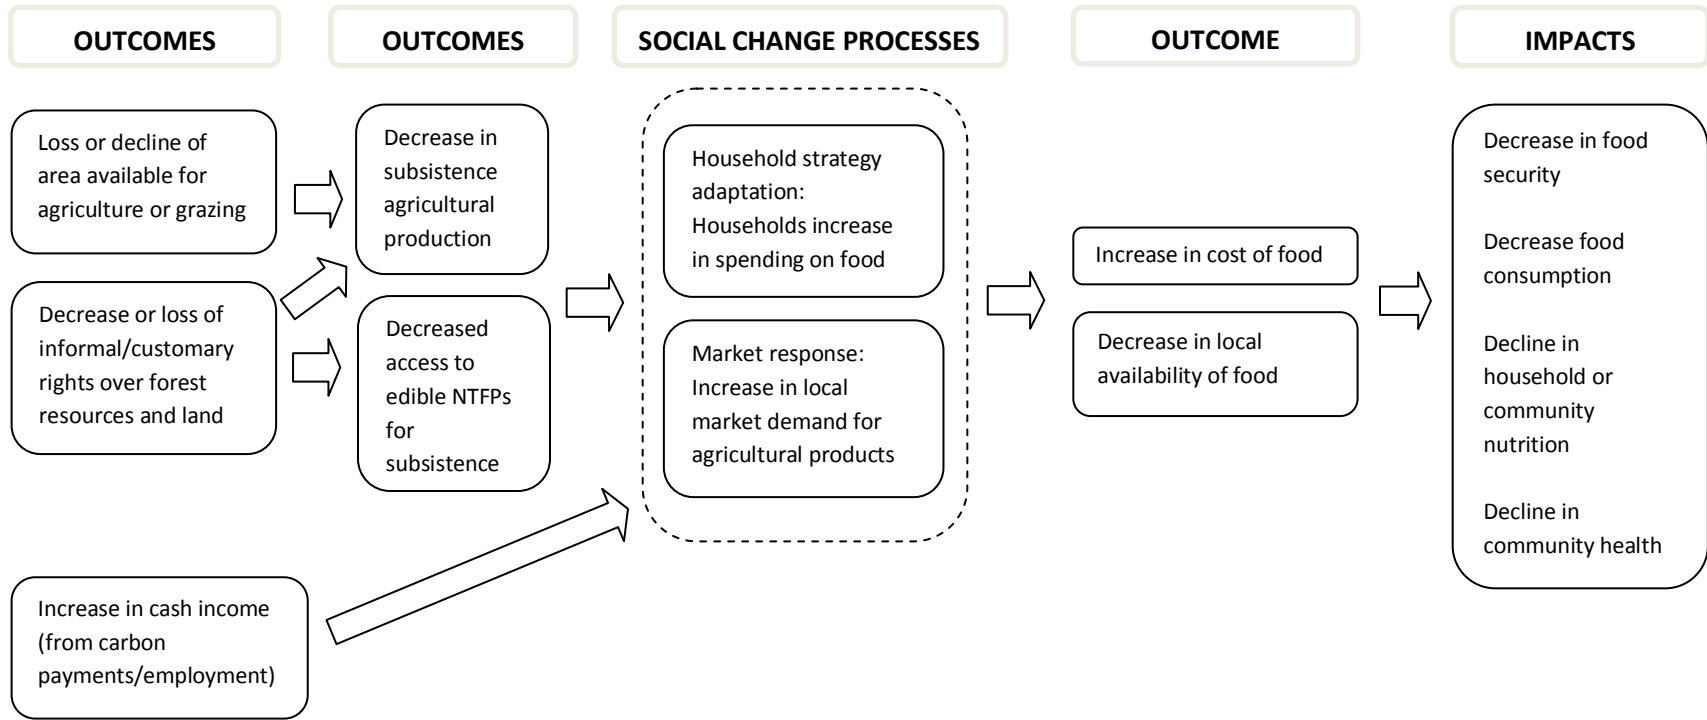 OUTCOMES
OUTCOMES
SOCIAL CHANGE PROCESSES
OUTCOME
IMPACTS
Loss or decline of
area available for
agriculture or grazing
Decrease or loss of
informal/customary
rights over forest
resources and land
Increase in cash income
(from carbon
payments/employment)
Decrease in
subsistence
agricultural
production
Decreased
access to
edible NTFPs
for
subsistence
Household strategy
adaptation:
Households increase
in spending on food
Market response:
Increase in local
market demand for
agricultural products
Increase in cost of food
Decrease in local
availability of food
Decrease in food
security
Decrease food
consumption
Decline in
household or
community
nutrition
Decline in
community health